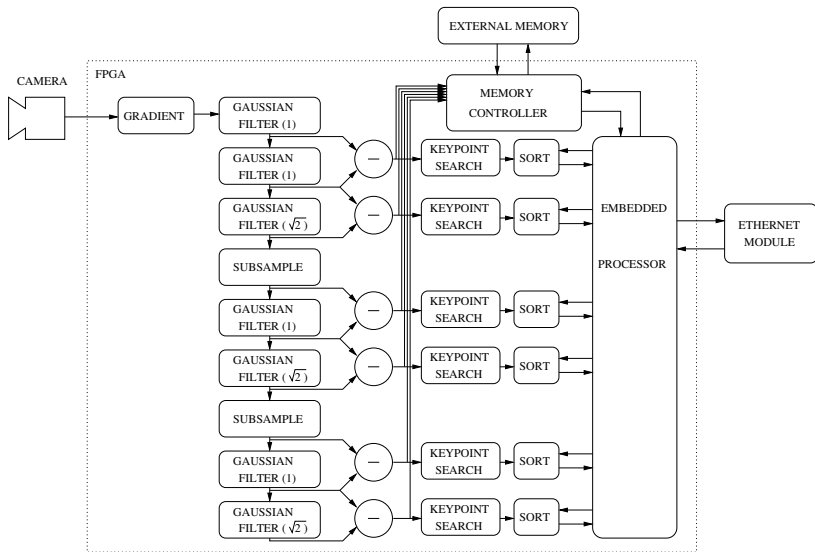 EXTERNAL MEMORY
FPGA
CAMERA
MEMORY
CONTROLLER
GRADIENT
GAUSSIAN
FILTER (1)
GAUSSIAN
FILTER (1)
KEYPOINT
SEARCH
SORT
GAUSSIAN
FILTER (√2)
KEYPOINT
SEARCH
SORT
EMBEDDED
PROCESSOR
ETHERNET
MODULE
SUBSAMPLE
GAUSSIAN
FILTER (1)
KEYPOINT
SEARCH
SORT
GAUSSIAN
FILTER (√2)
KEYPOINT
SEARCH
SORT
SUBSAMPLE
GAUSSIAN
FILTER (1)
KEYPOINT
SEARCH
SORT
GAUSSIAN
FILTER (√2)
KEYPOINT
SEARCH
SORT